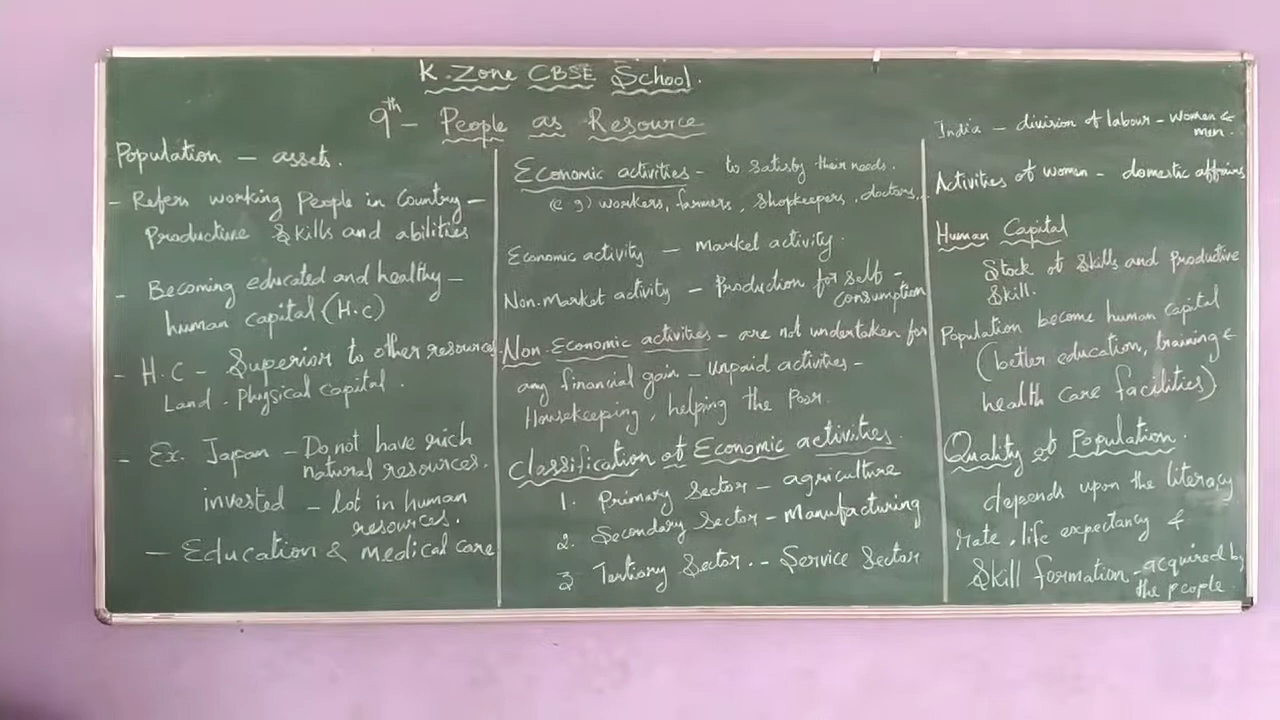 K. Zone CBSE School.
9th - People as Resource
Population - assets.
- Refers working People in Country -
Productive Skills and abilities
- Becoming educated and healthy -
human capital (H.C)
- H.C - Superior to other resources
Land. Physical capital.
- Ex. Japan - Do not have rich
natural resources.
invested - lot in human
resources.
- Education & medical care
Economic activities - to satisby their needs.
(e g) workers, farmers, Shopkeepers, doctors,...
Economic activity - market activity.
Non-Market activity - Production for self -
consumption
Non-Economic activities - are not undertaken for
any financial gain - unpaid activities -
Housekeeping, helping the Poor.
Classification of Economic activities.
1. Primary Sector - agriculture
2. Secondary Sector - Manufacturing
3 Tertiary Sector. - Service Sector
India - division of labour - women &
men.
Activities of women - domestic affairs
Human Capital
Stock of Skills and productive
Skill.
Population become human capital
(better education, training &
health care facilities)
Quality of Population.
depends upon the literacy
rate, life expectancy &
Skill formation - acquired by
the people.